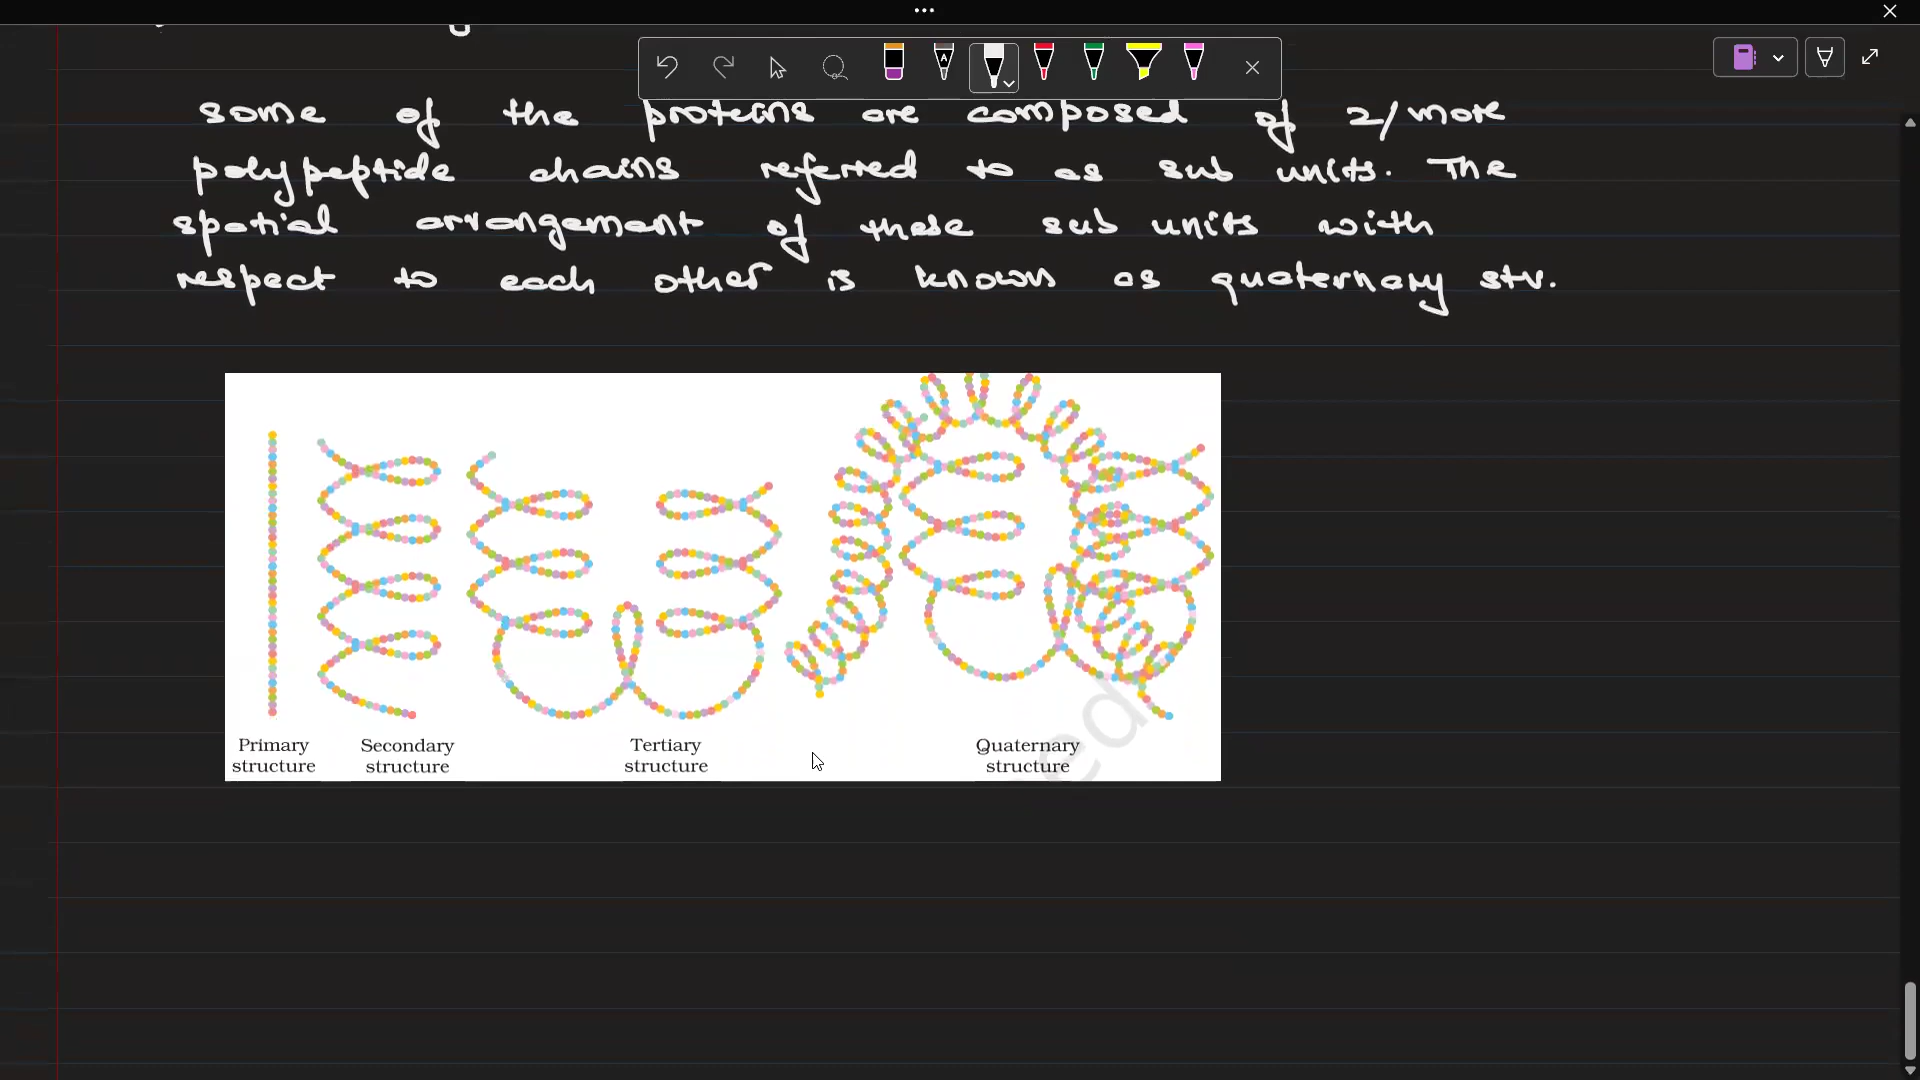 some of the proteins are composed of 2/more
polypeptide chains referred to as sub units. The
spatial arrangement of these sub units with
respect to each other is known as quaternary str.
Primary structure
Secondary structure
Tertiary structure
Quaternary structure